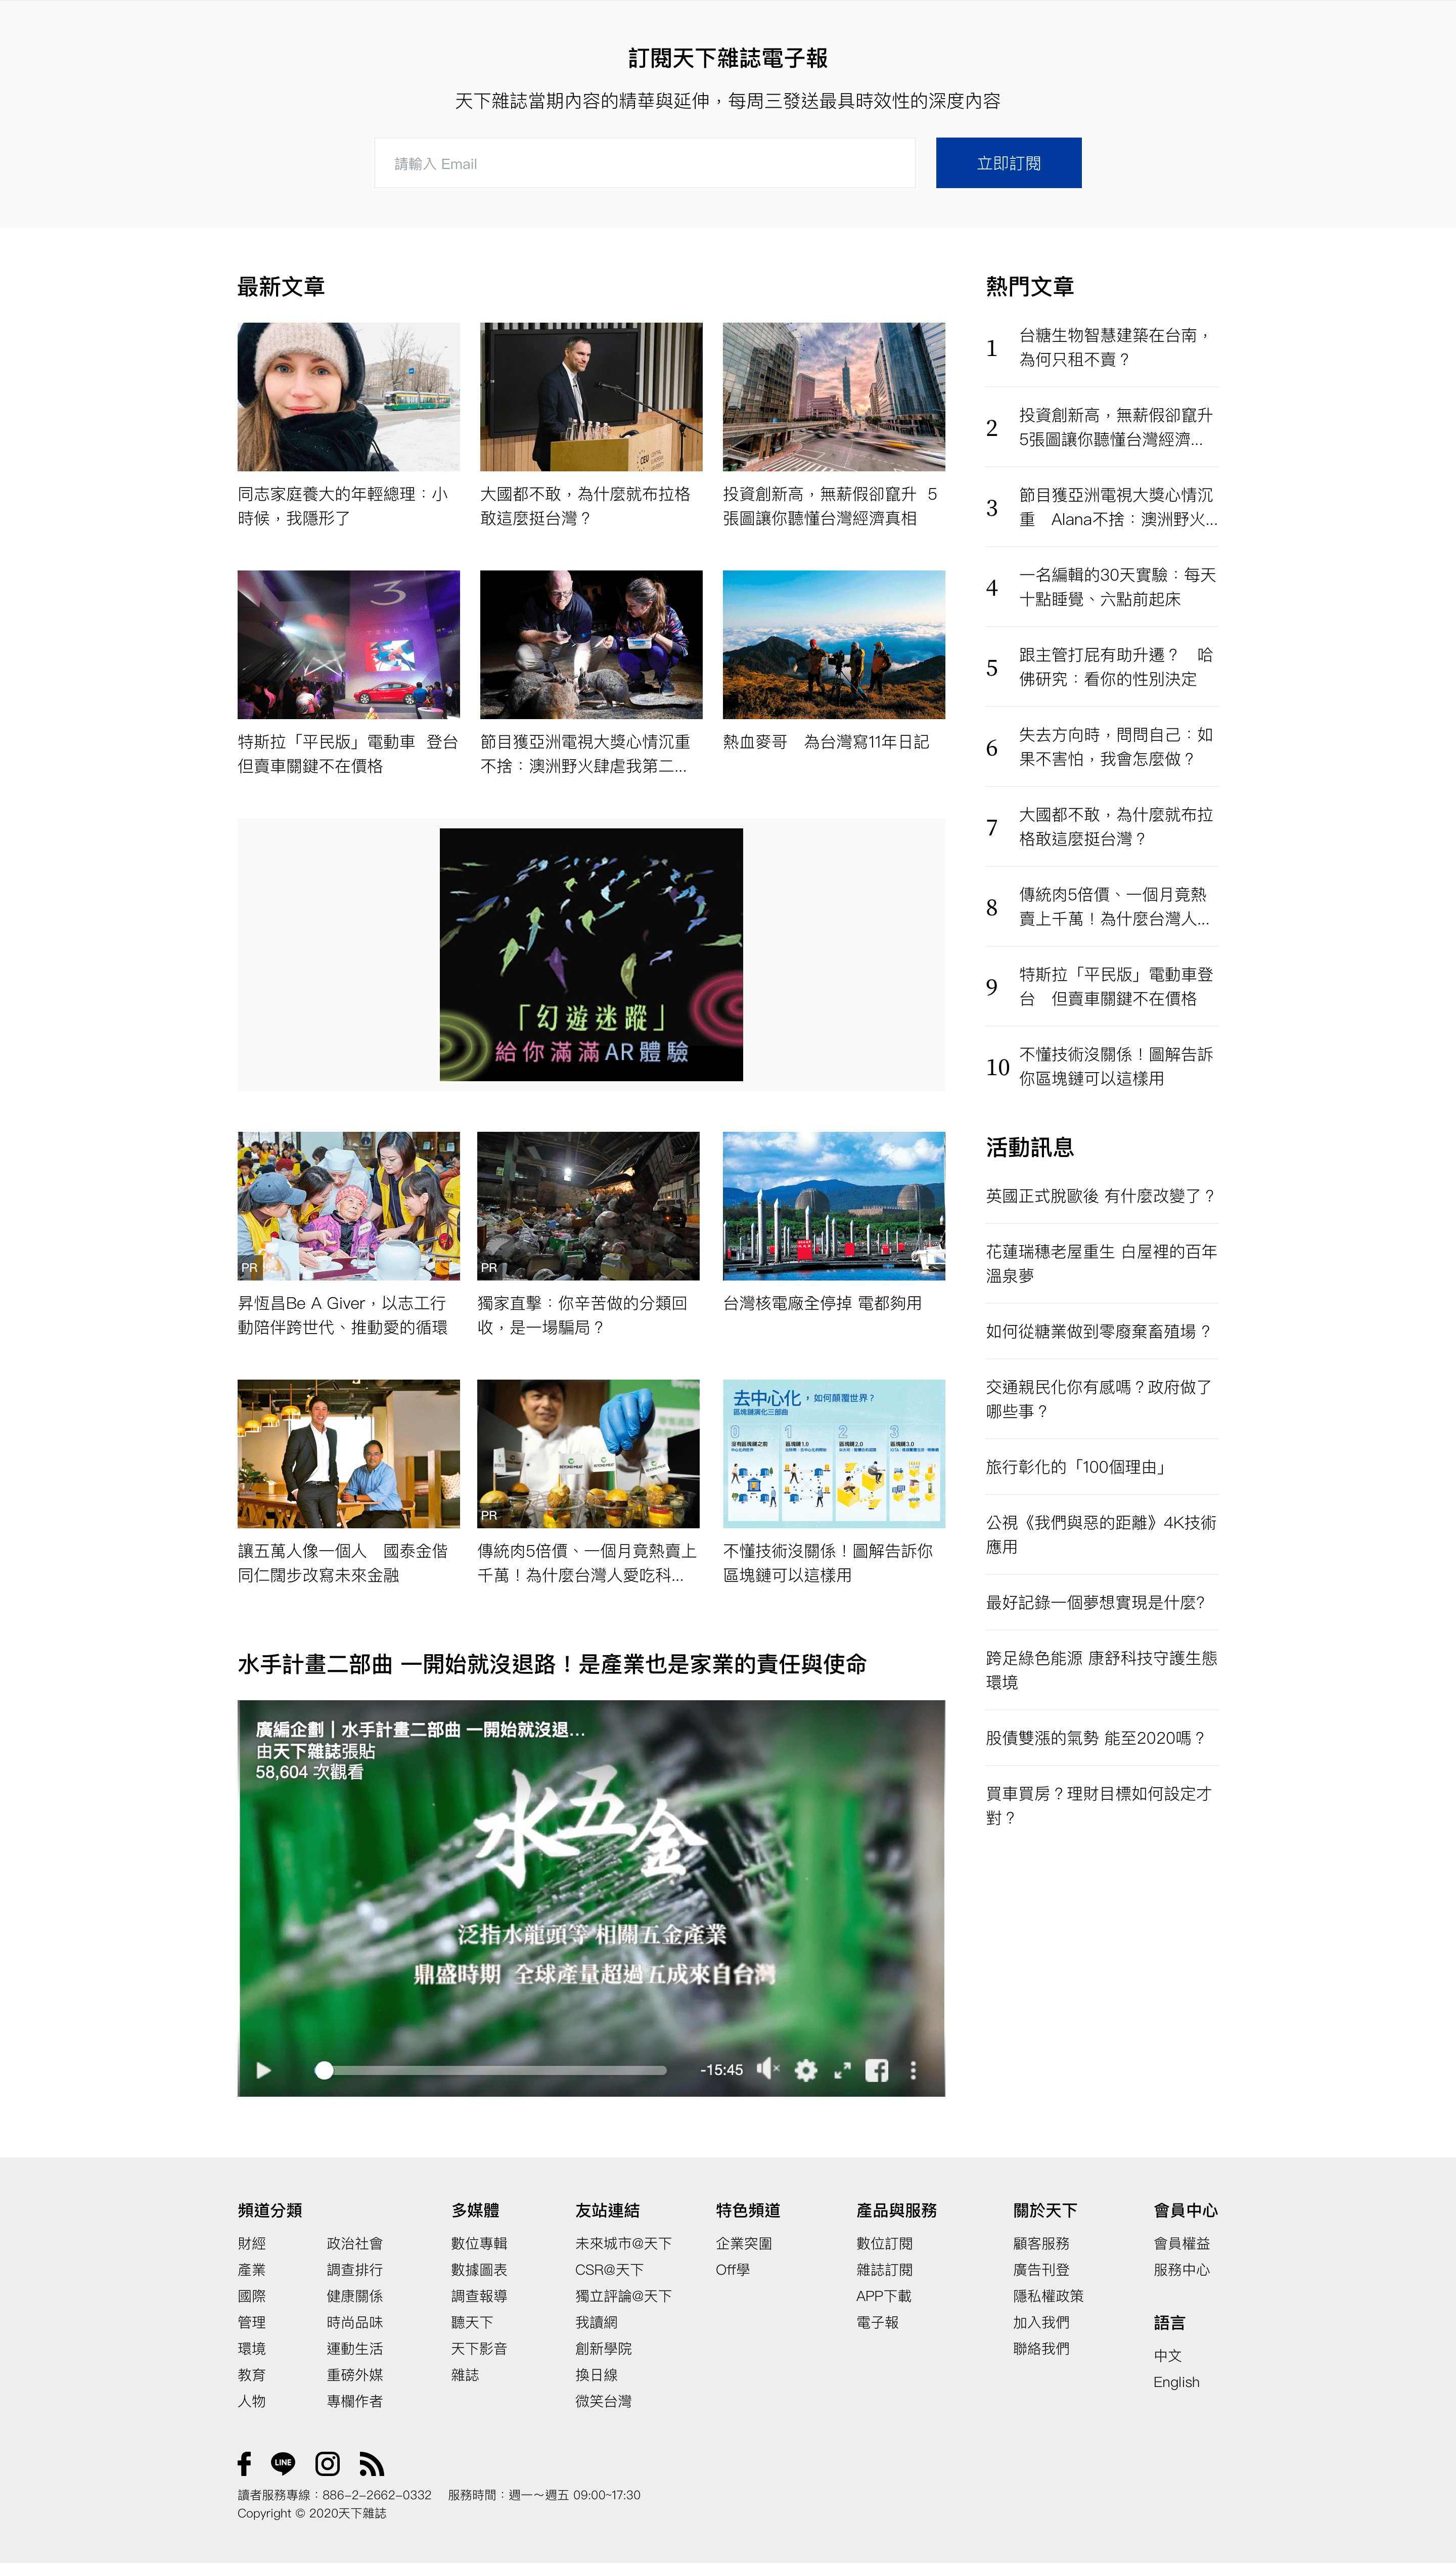 訂閱天下雜誌電子報
天下雜誌當期內容的精華與延伸，每周三發送最具時效性的深度內容
請輸入 Email
立即訂閱
最新文章
同志家庭養大的年輕總理：小
時候，我隱形了
大國都不敢，為什麼就布拉格
敢這麼挺台灣？
投資創新高，無薪假卻竄升 5
張圖讓你聽懂台灣經濟真相
3
TESLA
特斯拉「平民版」電動車 登台
但賣車關鍵不在價格
節目獲亞洲電視大獎心情沉重
不捨：澳洲野火肆虐我第二...
熱血麥哥　為台灣寫11年日記
「幻遊迷蹤」
給你滿滿AR體驗
PR
昇恆昌Be A Giver，以志工行
動陪伴跨世代、推動愛的循環
PR
獨家直擊：你辛苦做的分類回
收，是一場騙局？
台灣核電廠全停掉 電都夠用
讓五萬人像一個人　國泰金偕
同仁闊步改寫未來金融
BEYOND MEAT
PR
傳統肉5倍價、一個月竟熱賣上
千萬！為什麼台灣人愛吃科...
去中心化，如何顛覆世界？
區塊鏈演化三部曲
0 1 2 3
沒有區塊鏈之前 區塊鏈1.0 區塊鏈2.0 區塊鏈3.0
不懂技術沒關係！圖解告訴你
區塊鏈可以這樣用
水手計畫二部曲 一開始就沒退路！是產業也是家業的責任與使命
廣編企劃｜水手計畫二部曲 一開始就沒退...
由天下雜誌張貼
58,604 次觀看
水五金
泛指水龍頭等相關五金產業
鼎盛時期 全球產量超過五成來自台灣
-15:45
熱門文章
1 台糖生物智慧建築在台南，
為何只租不賣？
2 投資創新高，無薪假卻竄升
5張圖讓你聽懂台灣經濟...
3 節目獲亞洲電視大獎心情沉
重　Alana不捨：澳洲野火...
4 一名編輯的30天實驗：每天
十點睡覺、六點前起床
5 跟主管打屁有助升遷？　哈
佛研究：看你的性別決定
6 失去方向時，問問自己：如
果不害怕，我會怎麼做？
7 大國都不敢，為什麼就布拉
格敢這麼挺台灣？
8 傳統肉5倍價、一個月竟熱
賣上千萬！為什麼台灣人...
9 特斯拉「平民版」電動車登
台　但賣車關鍵不在價格
10 不懂技術沒關係！圖解告訴
你區塊鏈可以這樣用
活動訊息
英國正式脫歐後 有什麼改變了？
花蓮瑞穗老屋重生 白屋裡的百年
溫泉夢
如何從糖業做到零廢棄畜殖場？
交通親民化你有感嗎？政府做了
哪些事？
旅行彰化的「100個理由」
公視《我們與惡的距離》4K技術
應用
最好記錄一個夢想實現是什麼?
跨足綠色能源 康舒科技守護生態
環境
股債雙漲的氣勢 能至2020嗎？
買車買房？理財目標如何設定才
對？
頻道分類
財經
產業
國際
管理
環境
教育
人物
政治社會
調查排行
健康關係
時尚品味
運動生活
重磅外媒
專欄作者
多媒體
數位專輯
數據圖表
調查報導
聽天下
天下影音
雜誌
友站連結
未來城市@天下
CSR@天下
獨立評論@天下
我讀網
創新學院
換日線
微笑台灣
特色頻道
企業突圍
Off學
產品與服務
數位訂閱
雜誌訂閱
APP下載
電子報
關於天下
顧客服務
廣告刊登
隱私權政策
加入我們
聯絡我們
會員中心
會員權益
服務中心
語言
中文
English
LINE
讀者服務專線：886-2-2662-0332　服務時間：週一～週五 09:00~17:30
Copyright © 2020天下雜誌